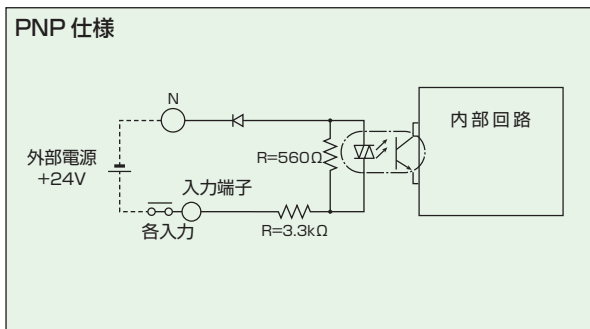 PNP 仕様
N
内部回路
外部電源
+24V
R=560Ω
入力端子
各入力
R=3.3kΩ